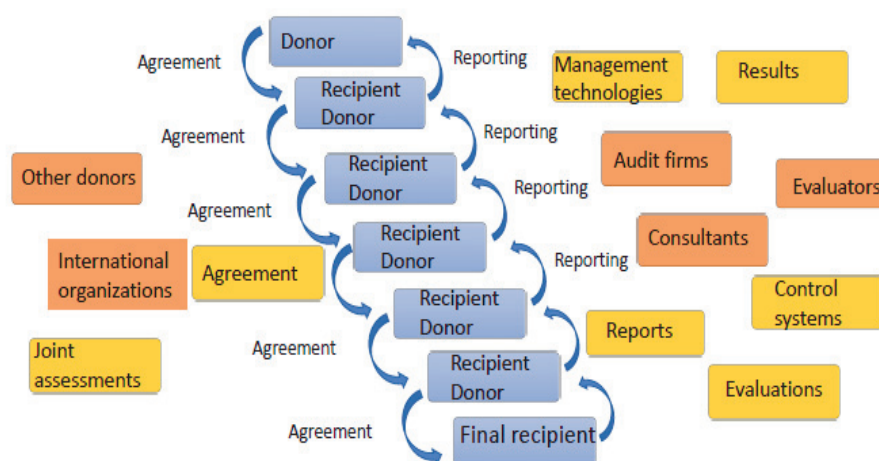 Donor
Agreement
Reporting
Management
technologies
Results
Recipient
Donor
Agreement
Reporting
Recipient
Donor
Audit firms
Other donors
Evaluators
Reporting
Agreement
Recipient
Donor
Consultants
International
organizations
Agreement
Reporting
Recipient
Donor
Control
systems
Reports
Joint
assessments
Agreement
Recipient
Donor
Evaluations
Agreement
Final recipient